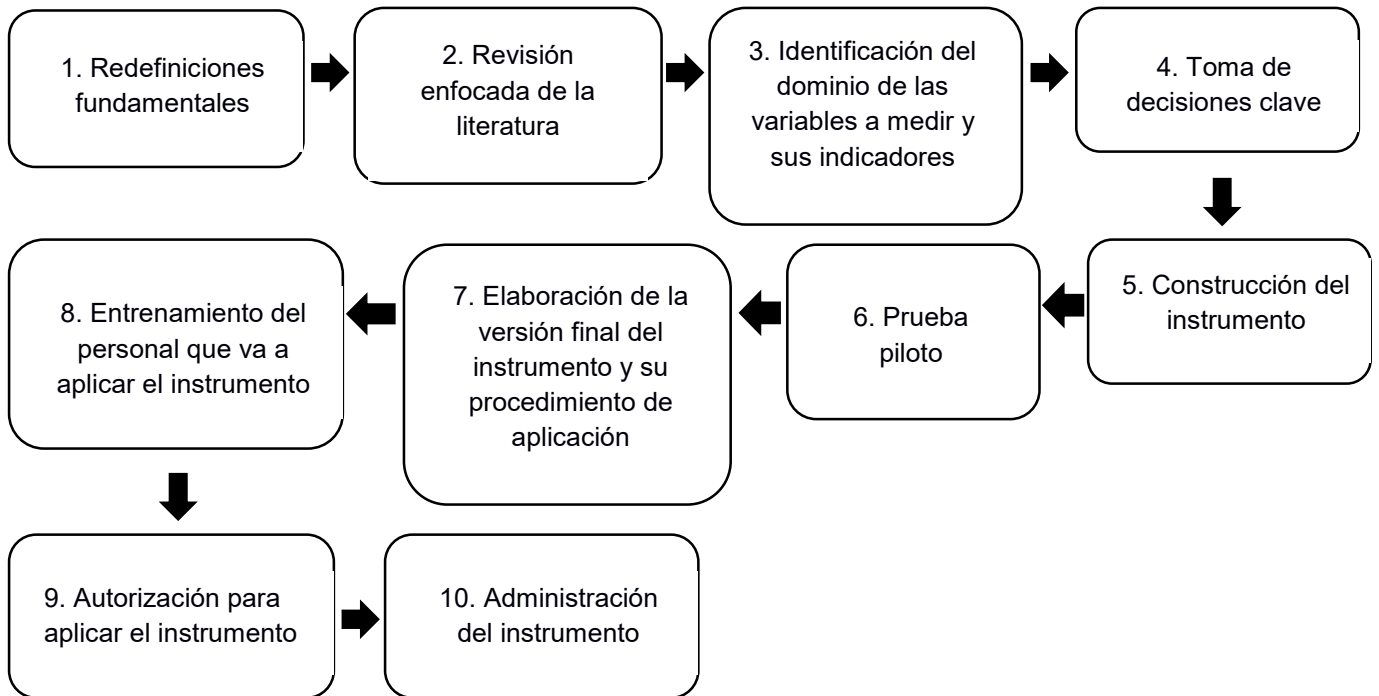 1. Redefiniciones
fundamentales
2. Revisión
enfocada de la
literatura
3. Identificación del
dominio de las
variables a medir y
sus indicadores
4. Toma de
decisiones clave
5. Construcción del
instrumento
6. Prueba
piloto
7. Elaboración de la
versión final del
instrumento y su
procedimiento de
aplicación
8. Entrenamiento del
personal que va a
aplicar el instrumento
9. Autorización para
aplicar el instrumento
10. Administración
del instrumento